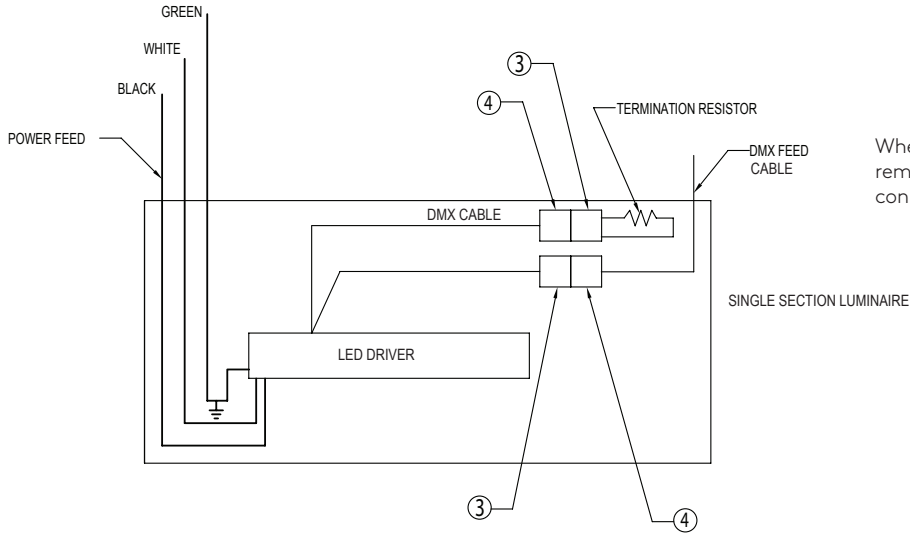 GREEN
WHITE
BLACK
POWER FEED
3
4
TERMINATION RESISTOR
DMX FEED
CABLE
DMX CABLE
SINGLE SECTION LUMINAIRE
LED DRIVER
3
4